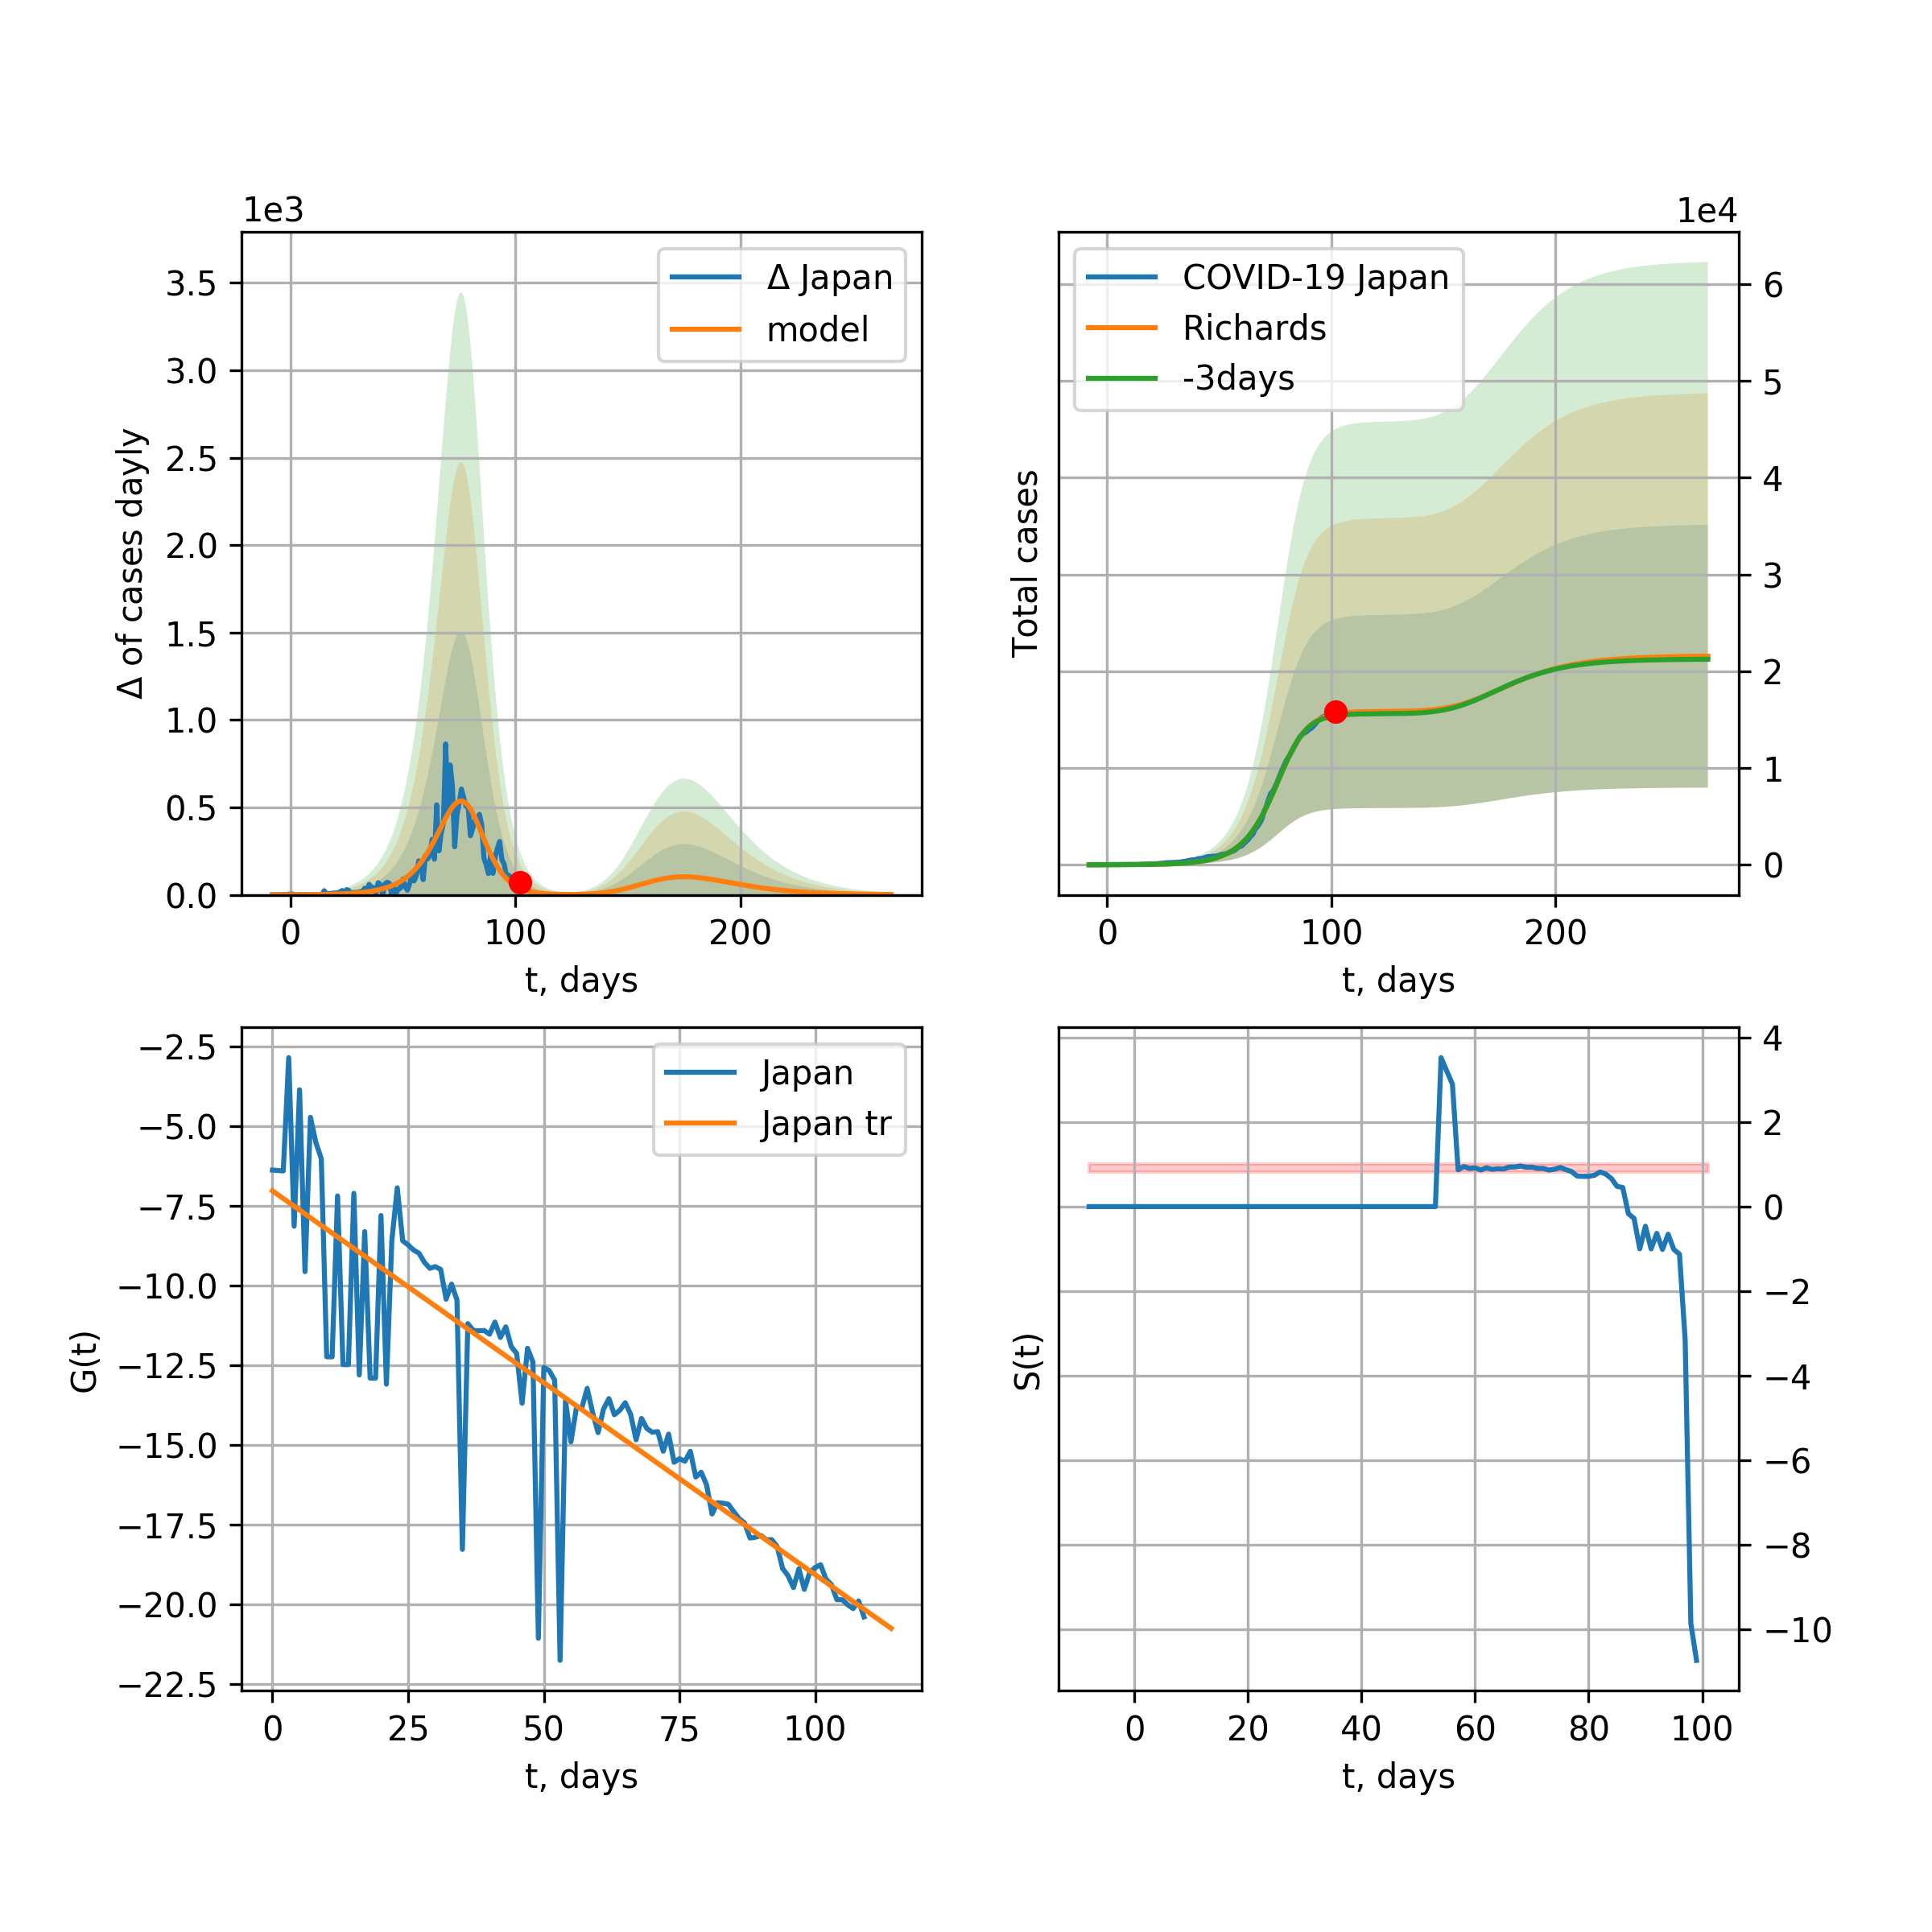 1e3
3.5
3.0
2.5
2.0
1.5
1.0
0.5
0.0
Δ of cases dayly
Δ Japan
model
0 100 200
t, days
1e4
COVID-19 Japan
Richards
-3days
Total cases
6
5
4
3
2
1
0
0 100 200
t, days
−2.5
−5.0
−7.5
−10.0
−12.5
−15.0
−17.5
−20.0
−22.5
G(t)
Japan
Japan tr
0 25 50 75 100
t, days
S(t)
4
2
0
−2
−4
−6
−8
−10
0 20 40 60 80 100
t, days